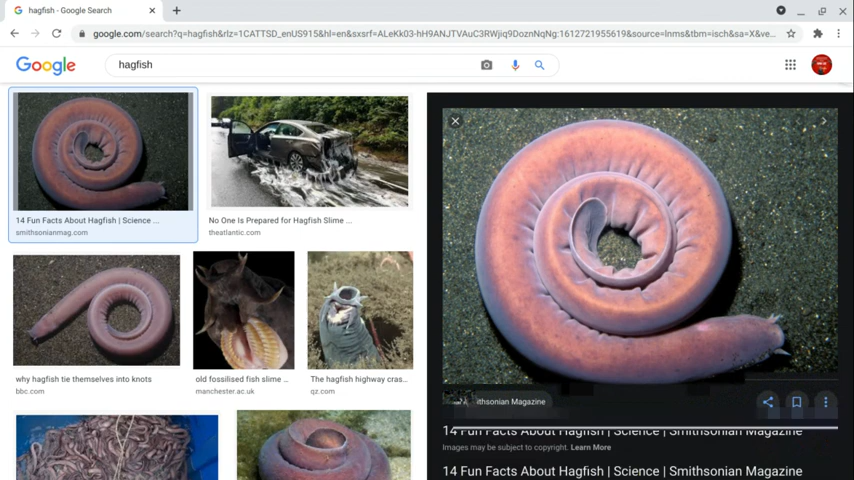 hagfish - Google Search
google.com/search?q=hagfish&rlz=1CATTSD_enUS915&hl=en&sxsrf=ALeKk03-hH9ANJTVAuC3RWjiq9DoznNqNg:1612721955619&source=lnms&tbm=isch&sa=X&ve...
Google
hagfish
14 Fun Facts About Hagfish | Science ...
smithsonianmag.com
No One Is Prepared for Hagfish Slime ...
theatlantic.com
why hagfish tie themselves into knots
bbc.com
old fossilised fish slime ...
manchester.ac.uk
The hagfish highway cras...
qz.com
ithsonian Magazine
14 Fun Facts About Hagfish | Science | Smithsonian Magazine
Images may be subject to copyright. Learn More
14 Fun Facts About Hagfish | Science | Smithsonian Magazine